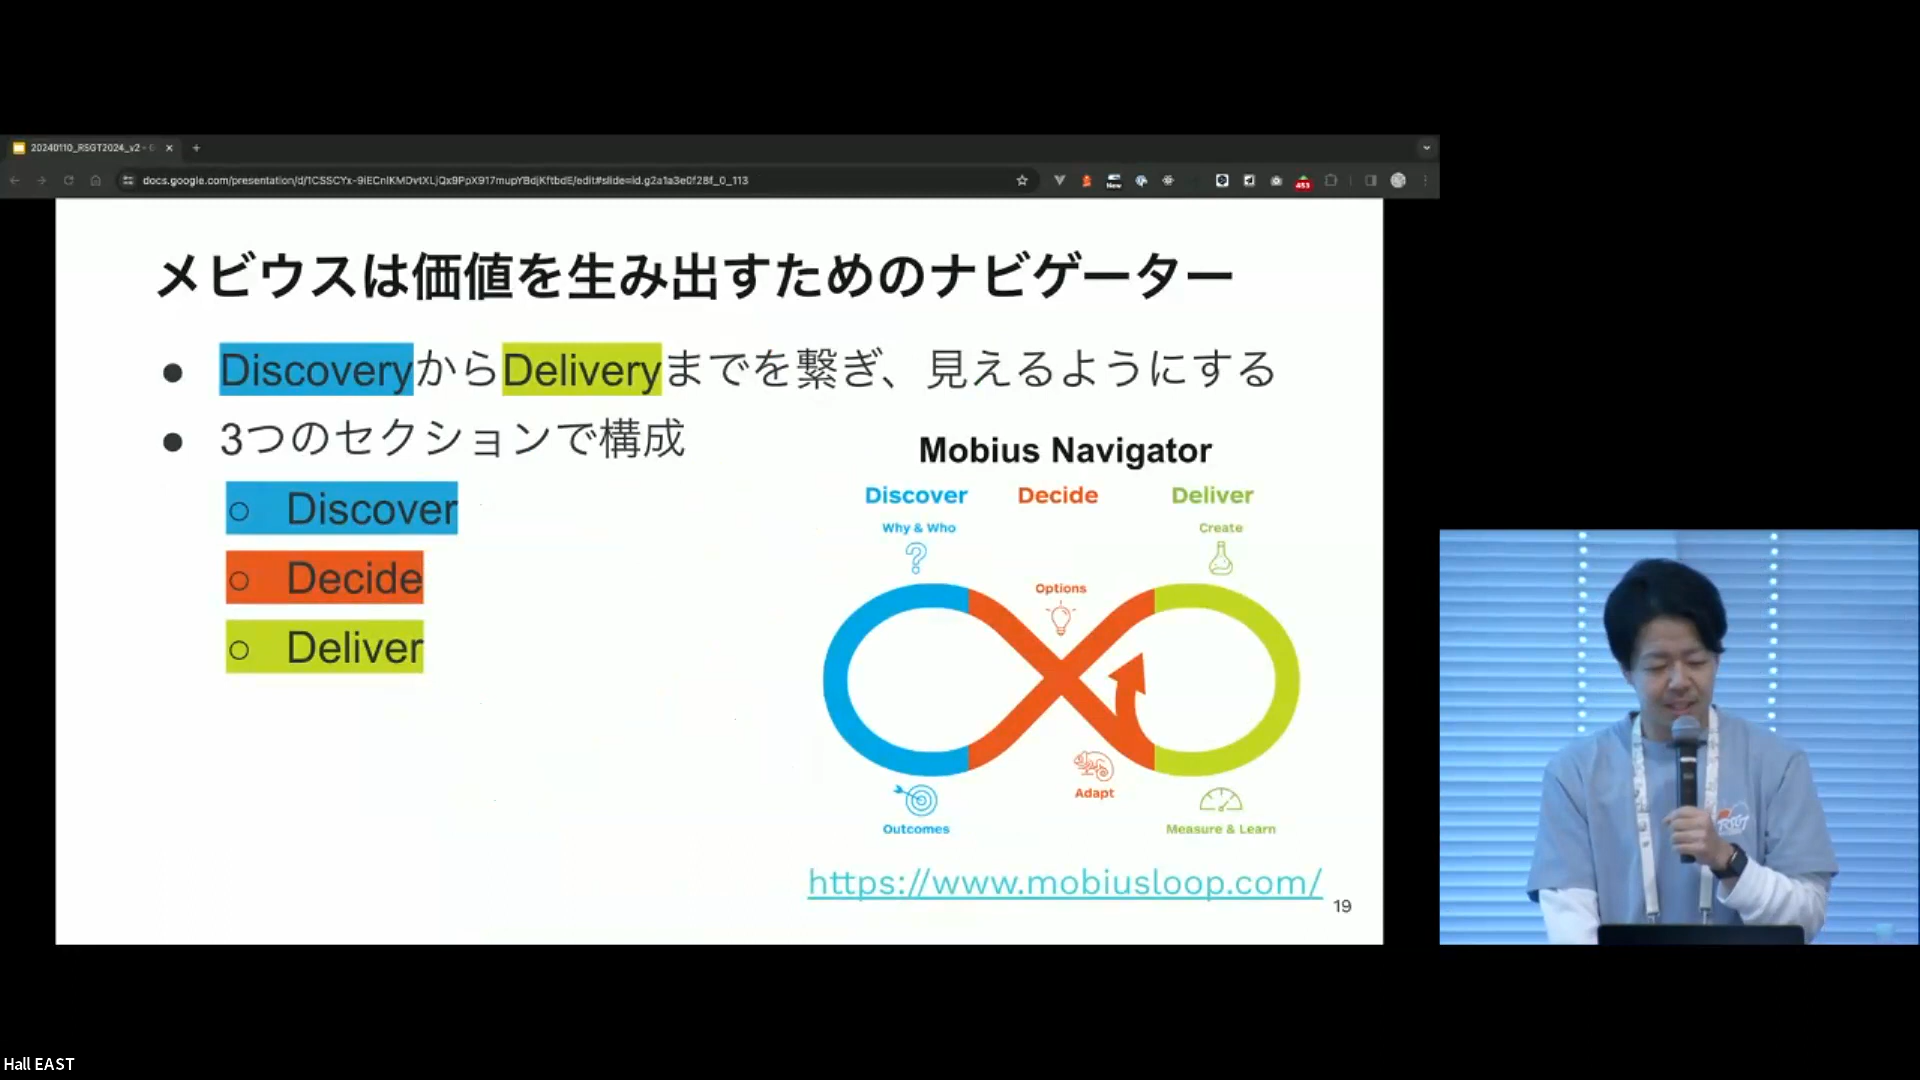 20240110_RSGT2024_v2 - G
docs.google.com/presentation/d/1CSSCYx-9iECnlKMDvtXLjQx9PpX917mupYBdjKftbdE/edit#slide=id.g2a1a3e0f28f_0_113
New
453
メビウスは価値を生み出すためのナビゲーター
● DiscoveryからDeliveryまでを繋ぎ、見えるようにする
● 3つのセクションで構成
○ Discover
○ Decide
○ Deliver
Mobius Navigator
Discover Decide Deliver
Why & Who
Create
Options
Adapt
Outcomes
Measure & Learn
https://www.mobiusloop.com/
19
RSGT
Hall EAST